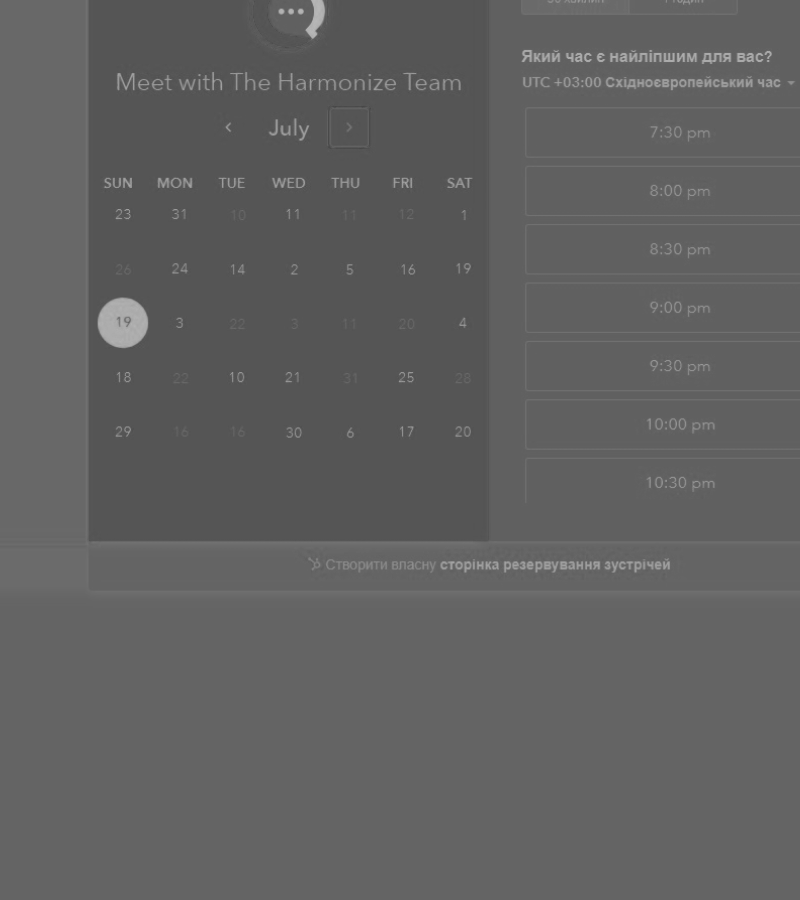 Meet with The Harmonize Team
July
SUN MON TUE WED THU FRI SAT
23 31 10 11 11 12 1
26 24 14 2 5 16 19
19 3 22 3 11 20 4
18 22 10 21 31 25 28
29 16 16 30 6 17 20
Який час є найліпшим для вас?
UTC +03:00 Східноєвропейський час
7:30 pm
8:00 pm
8:30 pm
9:00 pm
9:30 pm
10:00 pm
10:30 pm
Створити власну сторінка резервування зустрічей